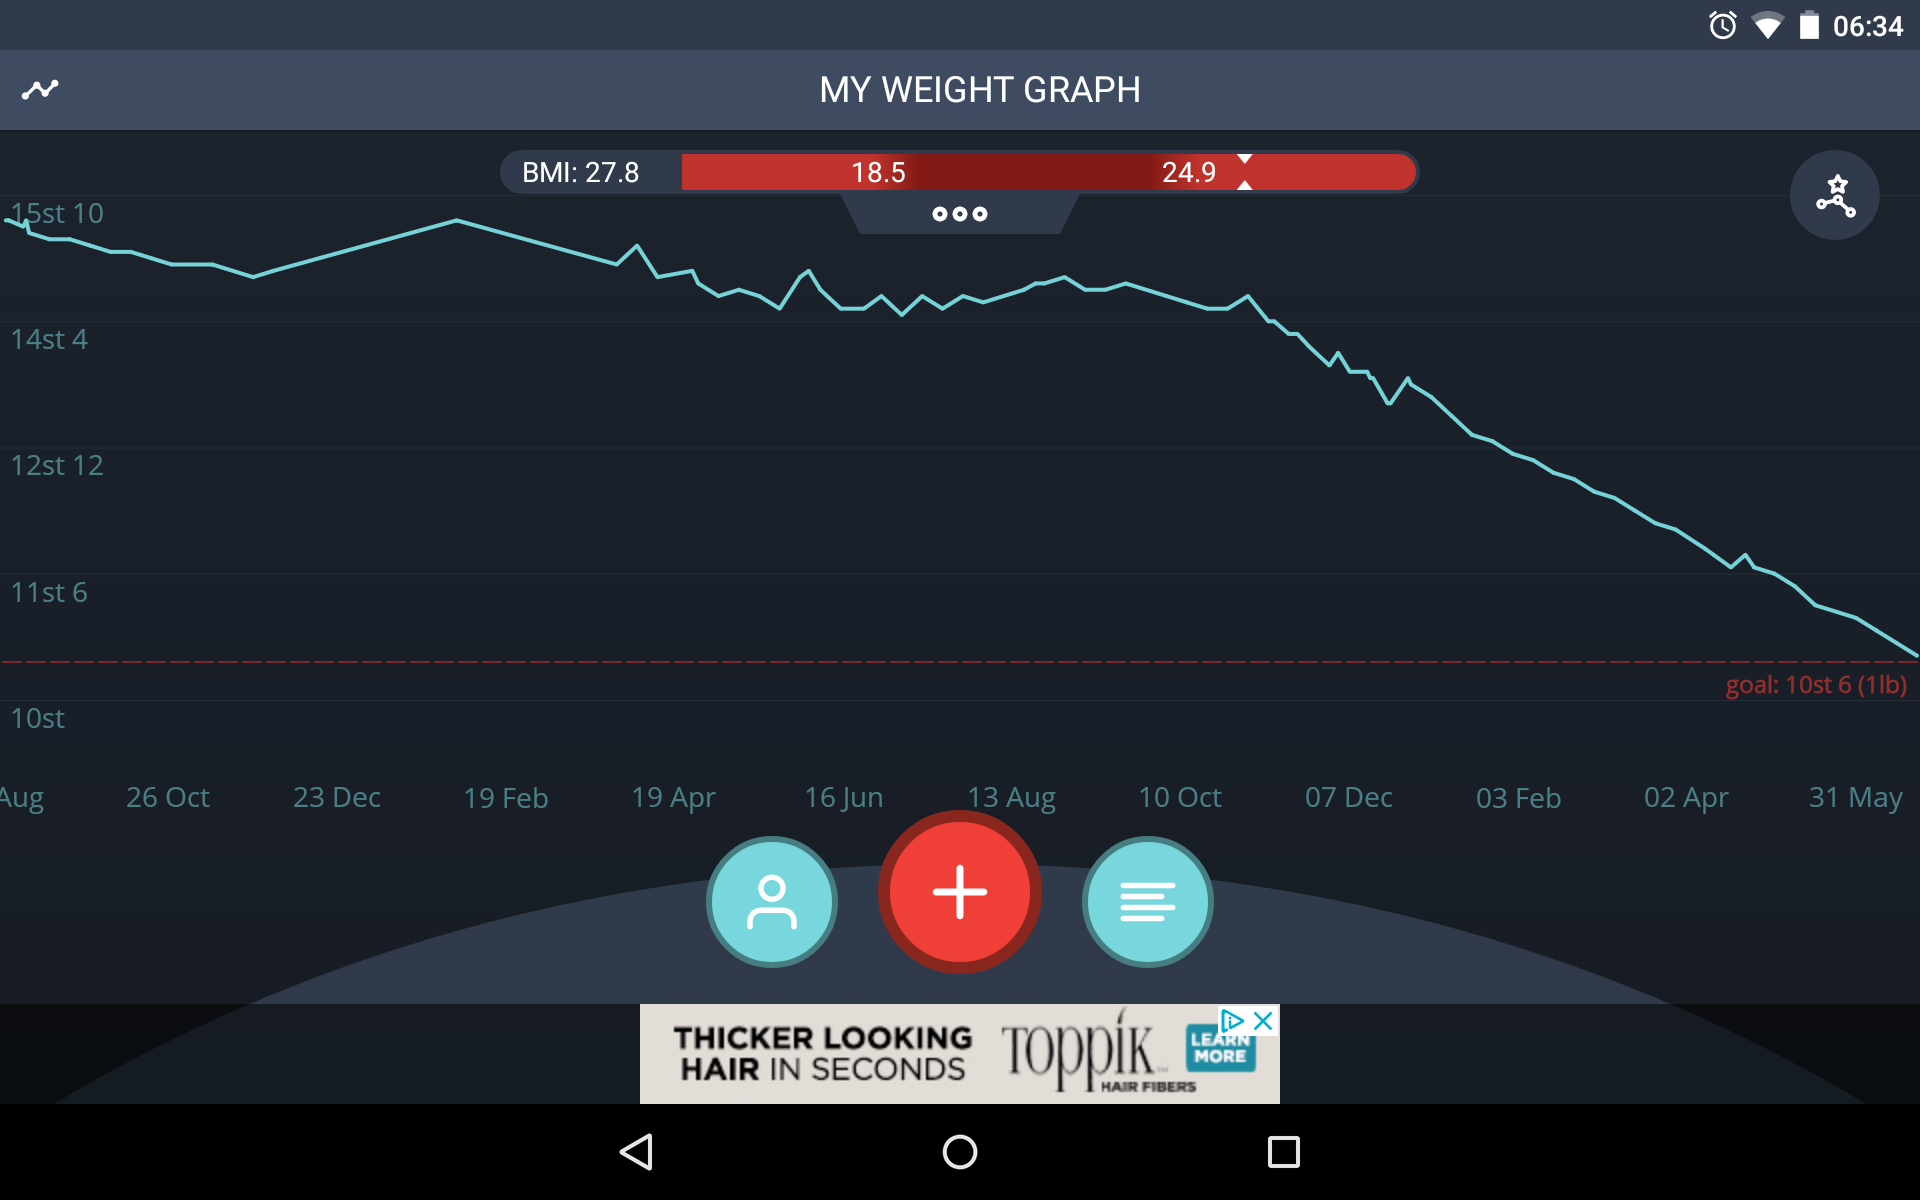 06:34
MY WEIGHT GRAPH
BMI: 27.8 18.5 24.9
15st 10
14st 4
12st 12
11st 6
goal: 10st 6 (1lb)
10st
Aug 26 Oct 23 Dec 19 Feb 19 Apr 16 Jun 13 Aug 10 Oct 07 Dec 03 Feb 02 Apr 31 May
THICKER LOOKING
HAIR IN SECONDS
Toppik
HAIR FIBERS
LEARN
MORE